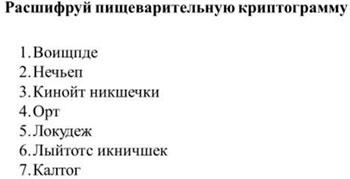 Расшифруй пищеварительную криптограмму
1. Воищпде
2. Нечьеп
3. Кинойт никшечки
4. Орт
5. Локудеж
6. Лыйтотс икничшек
7. Калтог